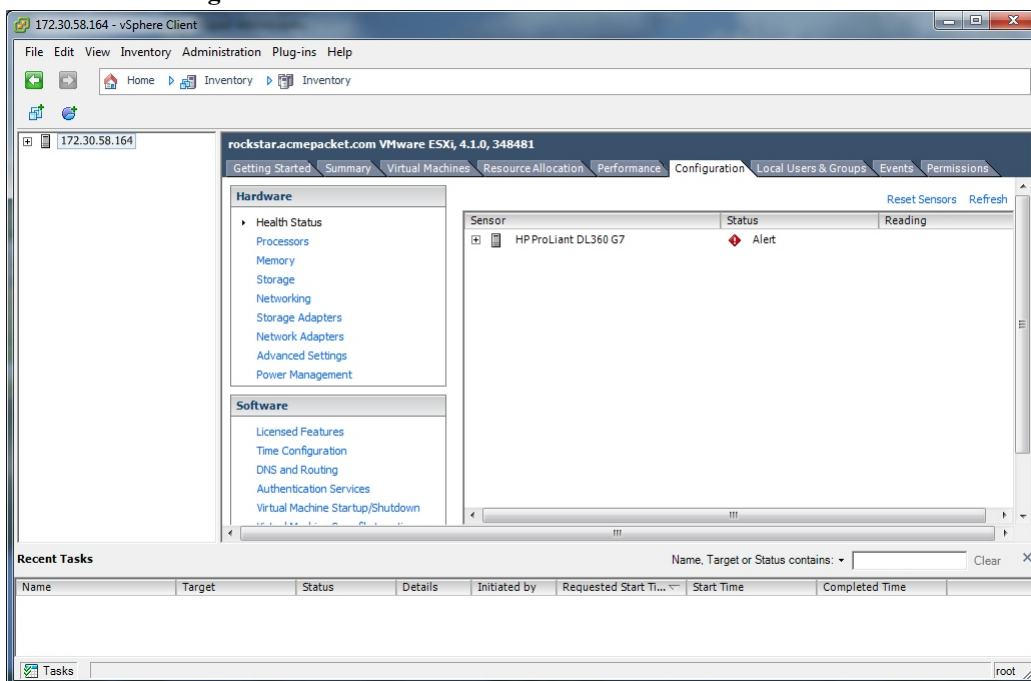 172.30.58.164 - vSphere Client
File Edit View Inventory Administration Plug-ins Help
Home Inventory Inventory
172.30.58.164
rockstar.acmepacket.com VMware ESXi, 4.1.0, 348481
Getting Started Summary Virtual Machines Resource Allocation Performance Configuration Local Users & Groups Events Permissions
Hardware
Health Status
Processors
Memory
Storage
Networking
Storage Adapters
Network Adapters
Advanced Settings
Power Management
Software
Licensed Features
Time Configuration
DNS and Routing
Authentication Services
Virtual Machine Startup/Shutdown
Reset Sensors Refresh
Sensor Status Reading
HP ProLiant DL360 G7 Alert
Recent Tasks
Name, Target or Status contains: Clear
Name Target Status Details Initiated by Requested Start Ti... Start Time Completed Time
Tasks
root